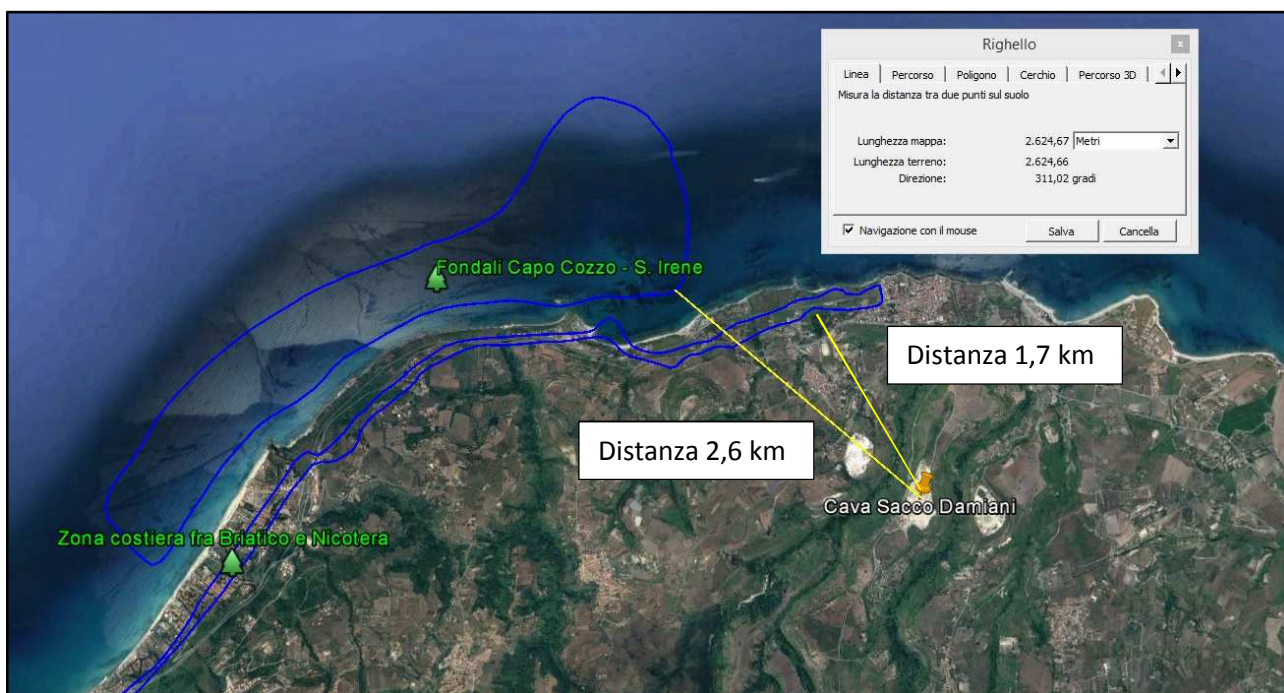 Righello
x
Linea Percorso Poligono Cerchio Percorso 3D
Misura la distanza tra due punti sul suolo
Lunghezza mappa: 2.624,67 Metri
Lunghezza terreno: 2.624,66
Direzione: 311,02 gradi
Navigazione con il mouse Salva Cancella
Fondali Capo Cozzo - S. Irene
Distanza 1,7 km
Distanza 2,6 km
Cava Sacco Damiani
Zona costiera fra Briatico e Nicotera